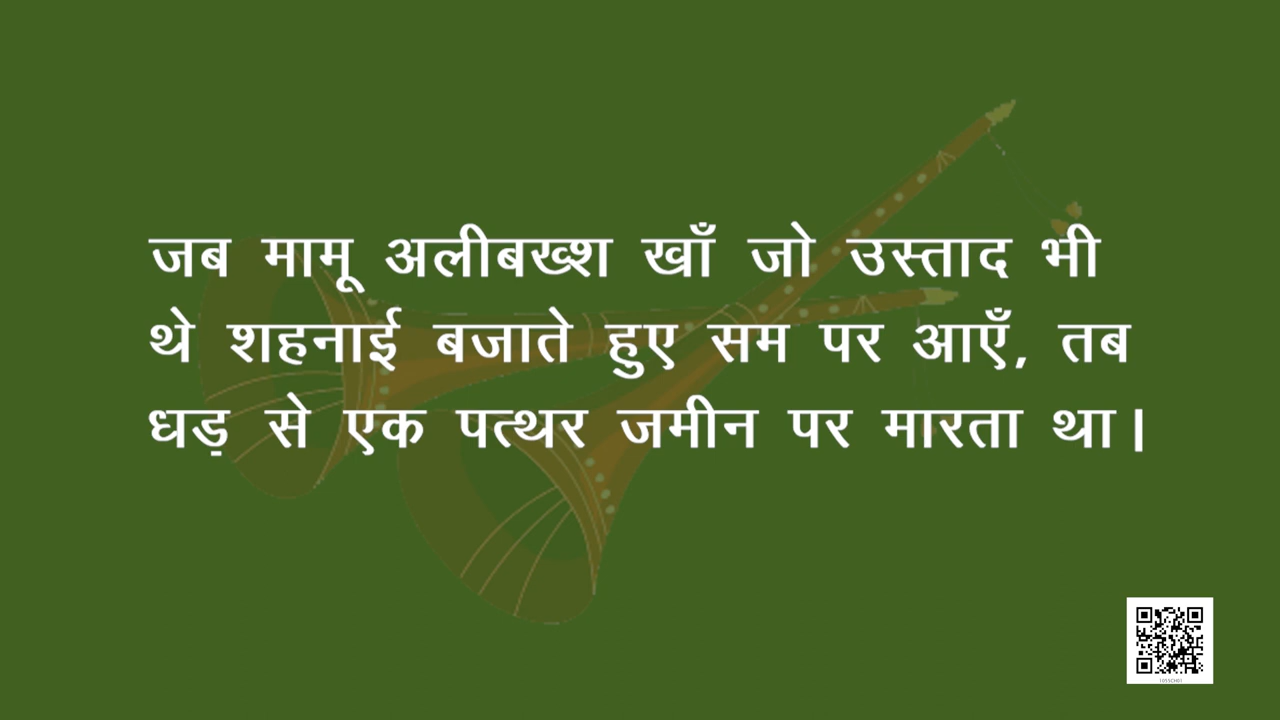 जब मामू अलीबख्श खाँ जो उस्ताद भी
थे शहनाई बजाते हुए सम पर आएँ, तब
धड़ से एक पत्थर जमीन पर मारता था।